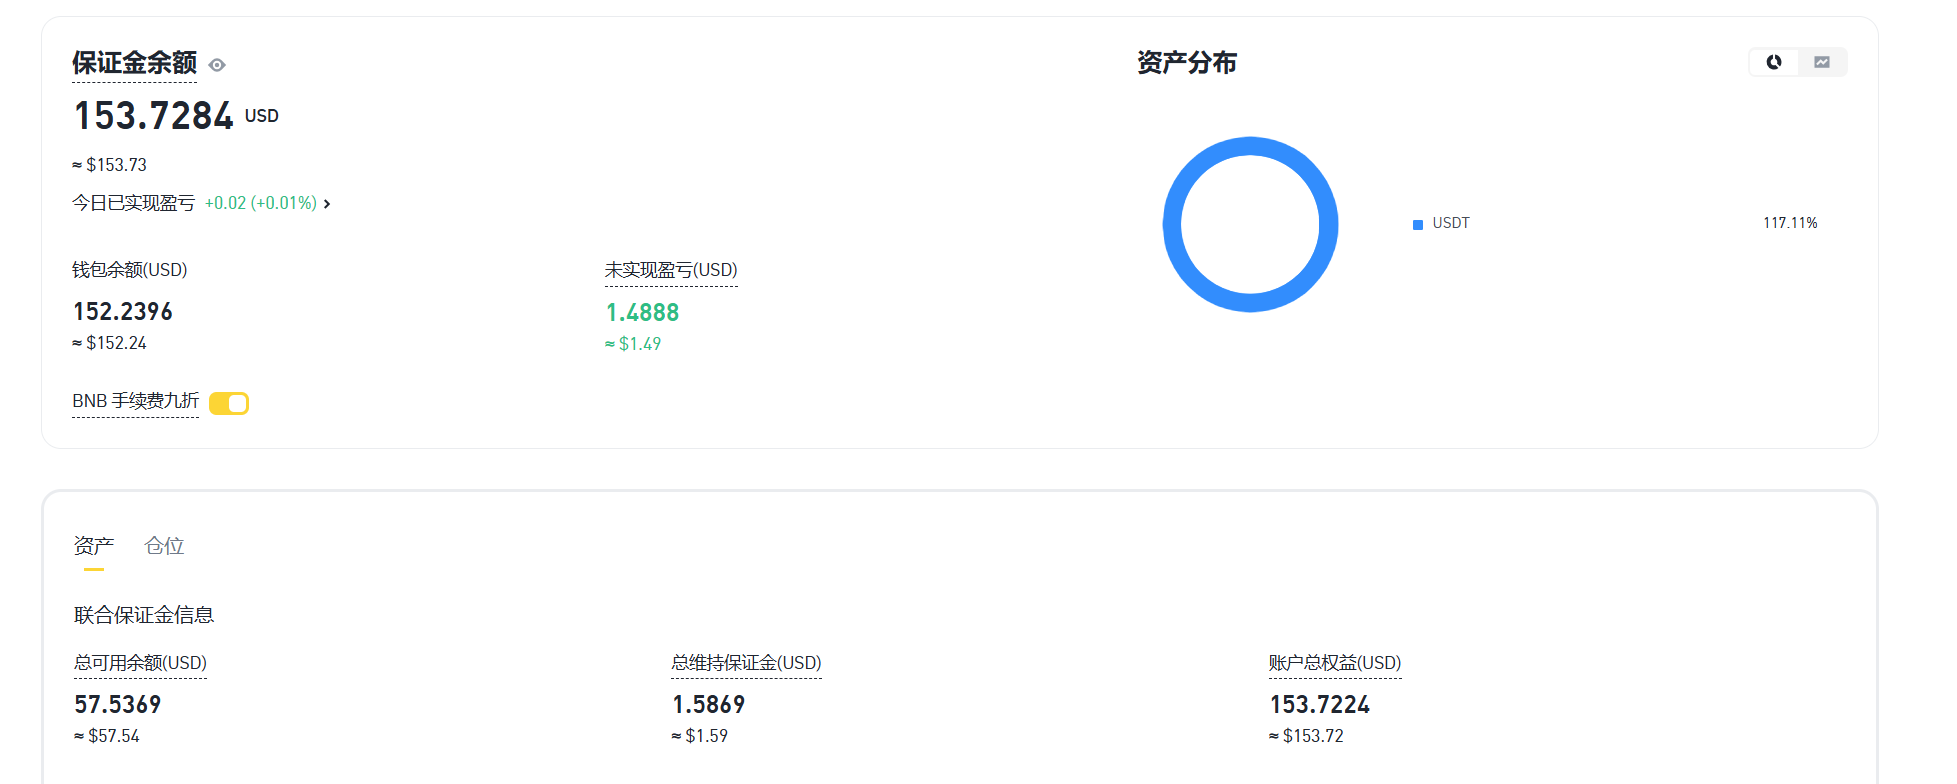 保证金余额
153.7284 USD
≈ $153.73
今日已实现盈亏 +0.02 (+0.01%)
钱包余额(USD)
152.2396
≈ $152.24
未实现盈亏(USD)
1.4888
≈ $1.49
BNB 手续费九折
资产分布
USDT 117.11%
资产 仓位
联合保证金信息
总可用余额(USD)
57.5369
≈ $57.54
总维持保证金(USD)
1.5869
≈ $1.59
账户总权益(USD)
153.7224
≈ $153.72